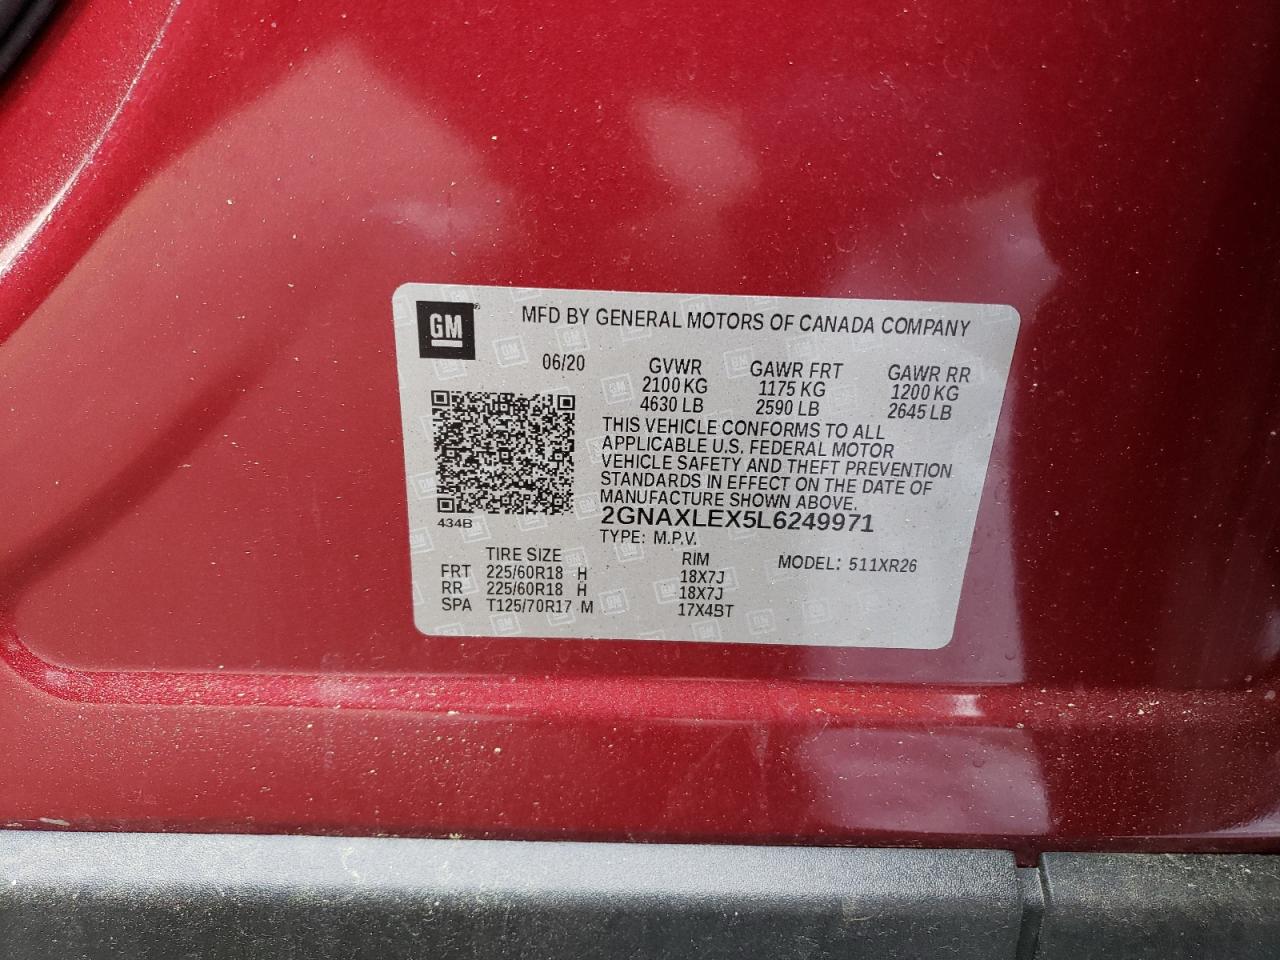 GM
MFD BY GENERAL MOTORS OF CANADA COMPANY
06/20 GVWR GAWR FRT GAWR RR
2100 KG 1175 KG 1200 KG
4630 LB 2590 LB 2645 LB
THIS VEHICLE CONFORMS TO ALL
APPLICABLE U.S. FEDERAL MOTOR
VEHICLE SAFETY AND THEFT PREVENTION
STANDARDS IN EFFECT ON THE DATE OF
MANUFACTURE SHOWN ABOVE.
434B
2GNAXLEX5L6249971
TYPE: M.P.V.
MODEL: 511XR26
TIRE SIZE RIM
FRT 225/60R18 H 18X7J
RR 225/60R18 H 18X7J
SPA T125/70R17 M 17X4BT